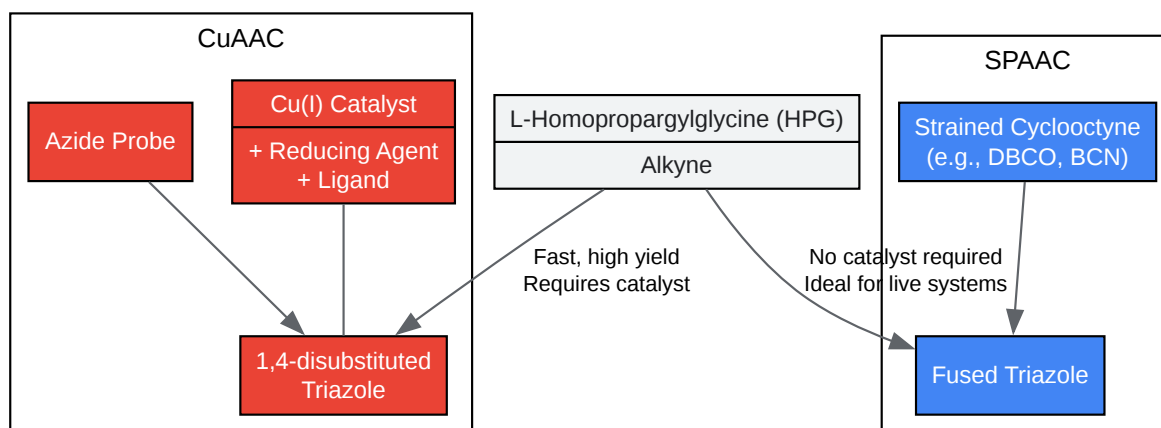 CuAAC
Azide Probe
Cu(I) Catalyst
+ Reducing Agent
+ Ligand
L-Homopropargylglycine (HPG)
Alkyne
SPAAC
Strained Cyclooctyne
(e.g., DBCO, BCN)
Fast, high yield
Requires catalyst
No catalyst required
Ideal for live systems
1,4-disubstituted
Triazole
Fused Triazole